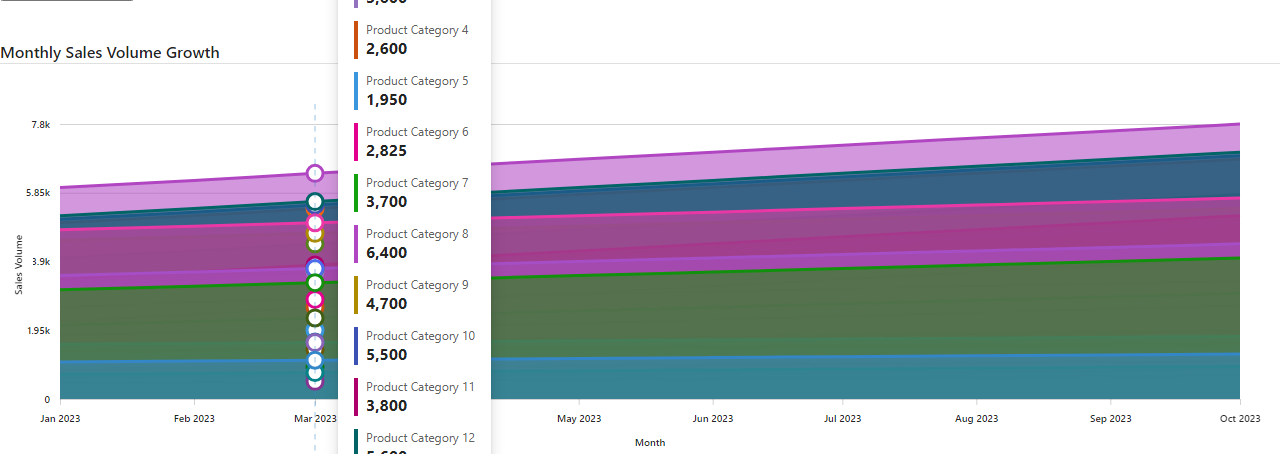 Product Category 4
2,600
Monthly Sales Volume Growth
Product Category 5
1,950
7.8k
Product Category 6
2,825
Product Category 7
3,700
5.85k
Product Category 8
6,400
Sales Volume
3.9k
Product Category 9
4,700
1.95k
Product Category 10
5,500
Product Category 11
3,800
0
Jan 2023
Feb 2023
Mar 2023
May 2023
Jun 2023
Jul 2023
Aug 2023
Sep 2023
Oct 2023
Product Category 12
Month